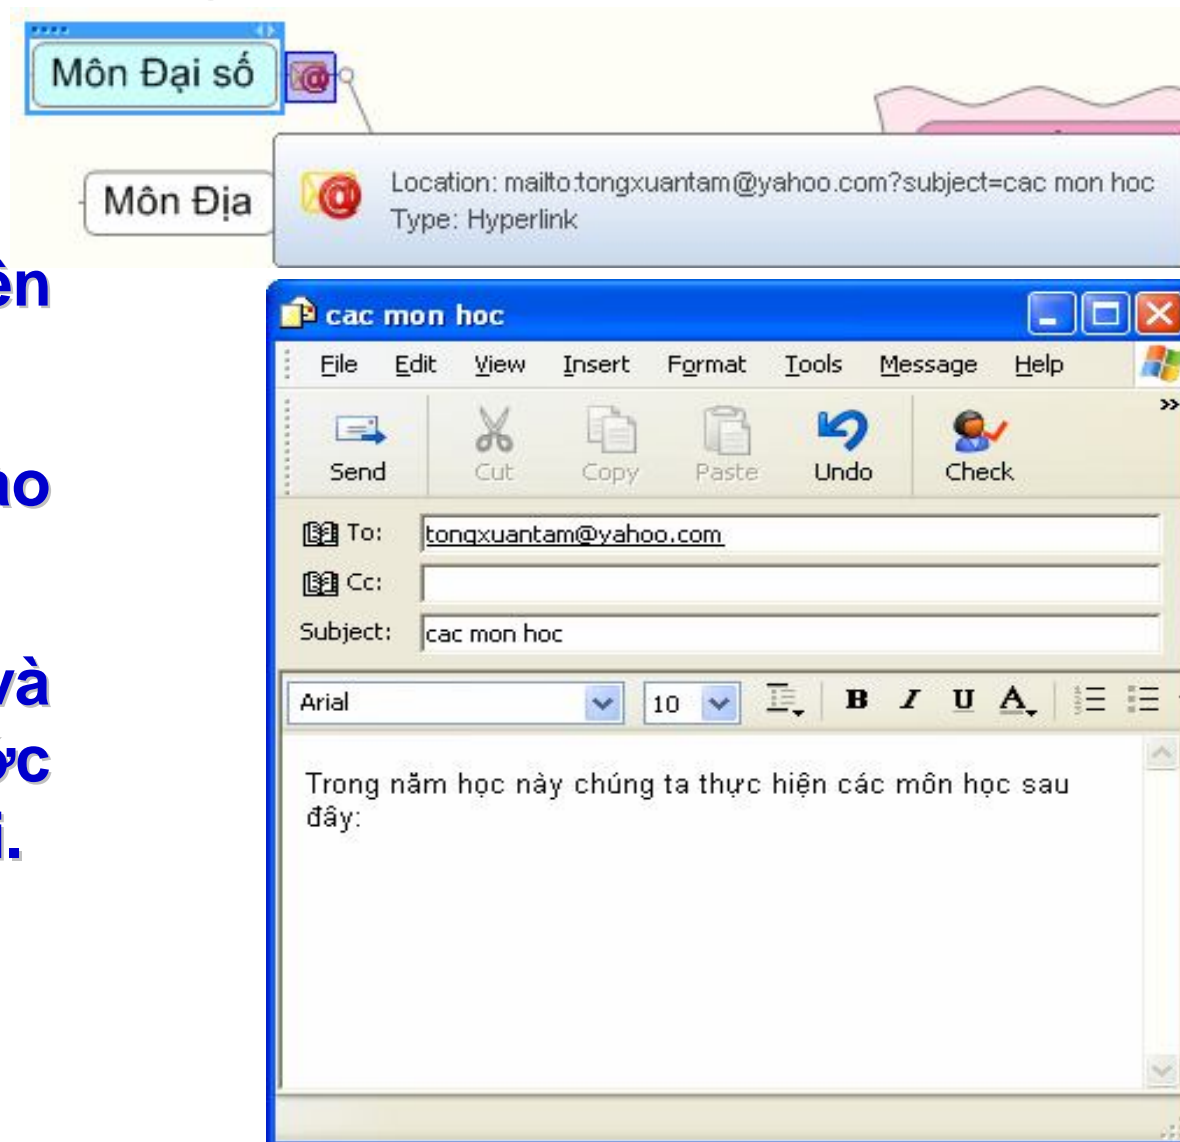 Môn Đại số
Môn Địa
Location: mailto:tongxuantam@yahoo.com?subject=cac mon hoc
Type: Hyperlink
ên
ao
và
ợc
i.
cac mon hoc
File Edit View Insert Format Tools Message Help
Send Cut Copy Paste Undo Check
To: tongxuantam@yahoo.com
Cc:
Subject: cac mon hoc
Arial 10 B I U A
Trong năm học này chúng ta thực hiện các môn học sau
đây: